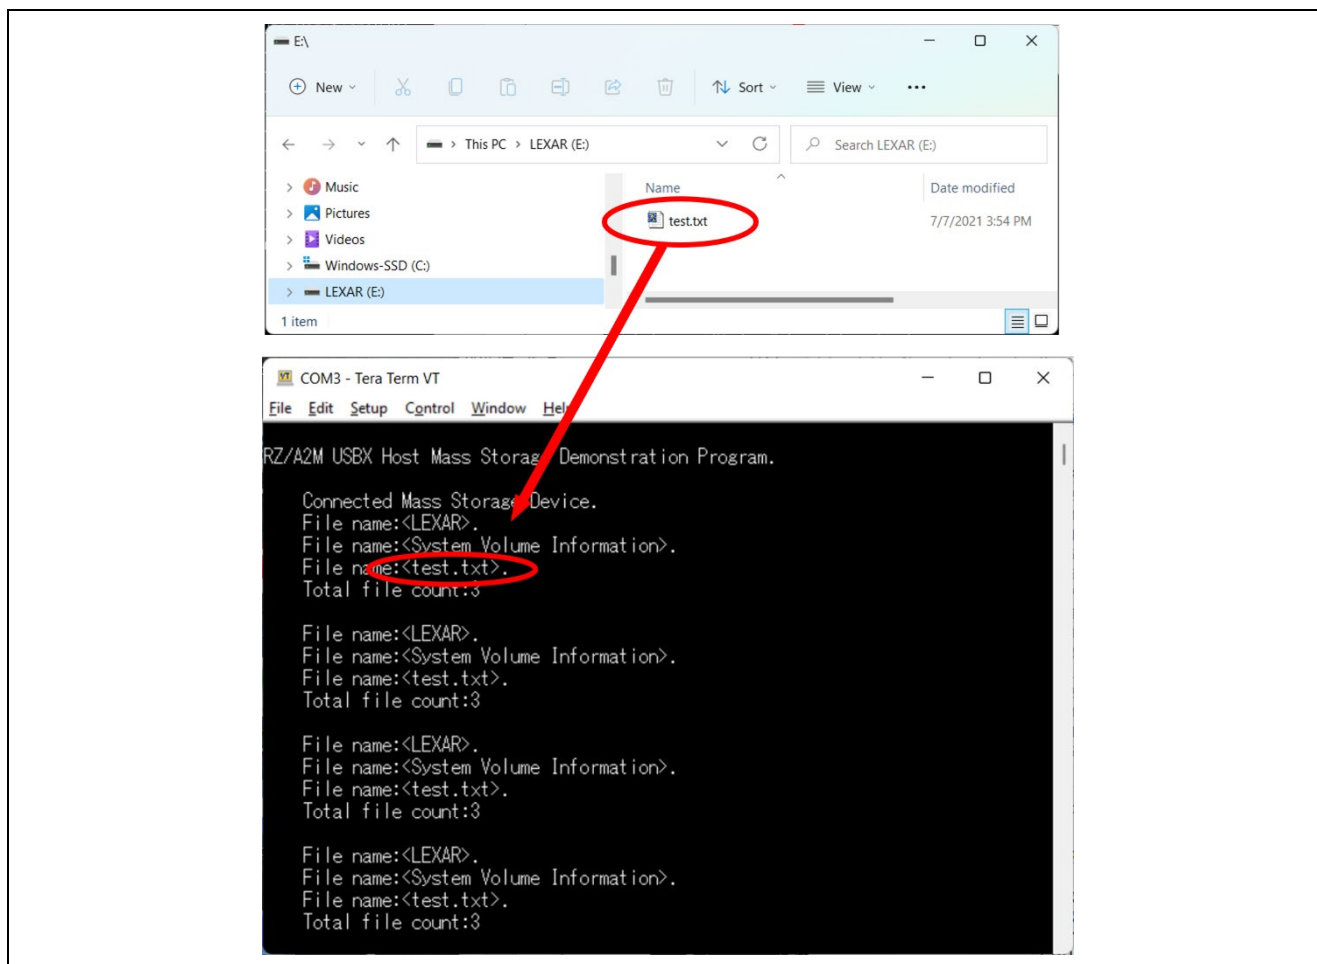 E:\
New Sort View
This PC > LEXAR (E:) Search LEXAR (E:)
Music
Pictures
Videos
Windows-SSD (C:)
LEXAR (E:)
Name Date modified
test.txt 7/7/2021 3:54 PM
1 item
COM3 - Tera Term VT
File Edit Setup Control Window Help
RZ/A2M USBX Host Mass Storage Demonstration Program.
Connected Mass Storage Device.
File name:<LEXAR>.
File name:<System Volume Information>.
File name:<test.txt>.
Total file count:3
File name:<LEXAR>.
File name:<System Volume Information>.
File name:<test.txt>.
Total file count:3
File name:<LEXAR>.
File name:<System Volume Information>.
File name:<test.txt>.
Total file count:3
File name:<LEXAR>.
File name:<System Volume Information>.
File name:<test.txt>.
Total file count:3